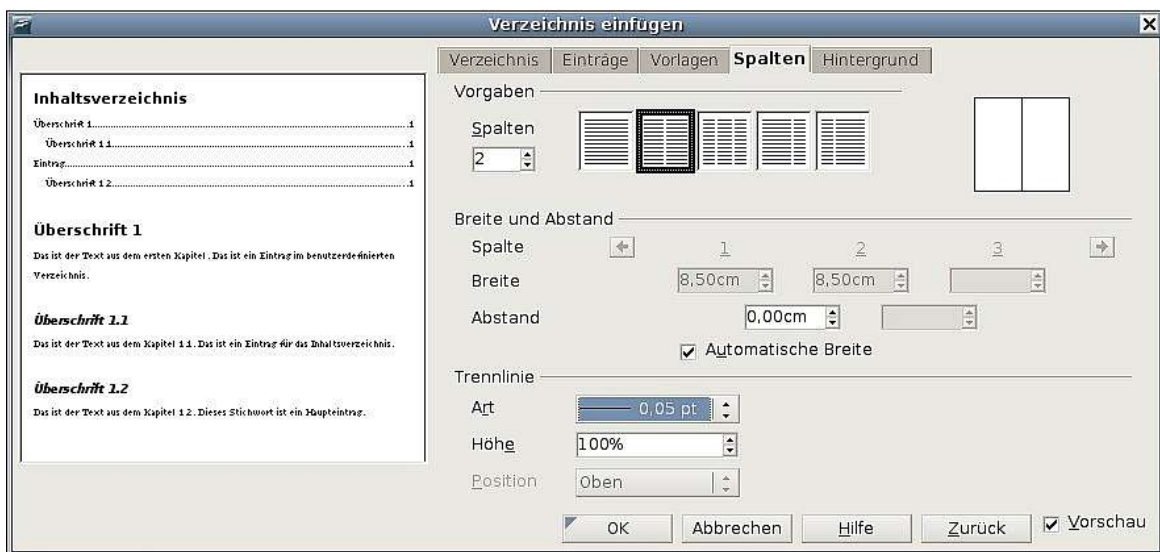 Verzeichnis einfügen
Verzeichnis Einträge Vorlagen Spalten Hintergrund
Inhaltsverzeichnis
Überschrift 1.....1
Überschrift 1.1.....1
Eintrag.....1
Überschrift 1.2.....1
Überschrift 1
Das ist der Text aus dem ersten Kapitel. Das ist ein Eintrag im benutzerdefinierten
Verzeichnis.
Überschrift 1.1
Das ist der Text aus dem Kapitel 1.1. Das ist ein Eintrag für das Inhaltsverzeichnis.
Überschrift 1.2
Das ist der Text aus dem Kapitel 1.2. Dieses Stichwort ist ein Haupteintrag.
Vorgaben
Spalten
2
Breite und Abstand
Spalte 1 2 3
Breite 8,50cm 8,50cm
Abstand 0,00cm
Automatische Breite
Trennlinie
Art 0,05 pt
Höhe 100%
Position Oben
OK Abbrechen Hilfe Zurück Vorschau